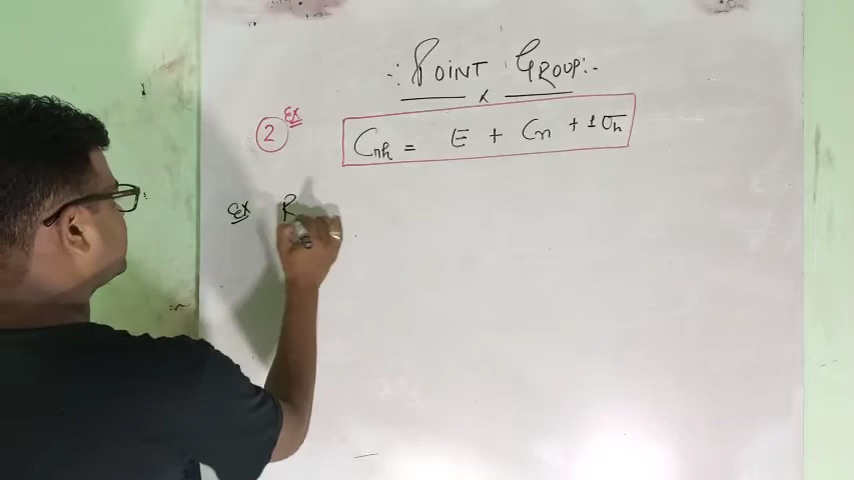 ∴ POINT GROUP :-
② Ex
Cnh = E + Cn + 1σh
Ex R